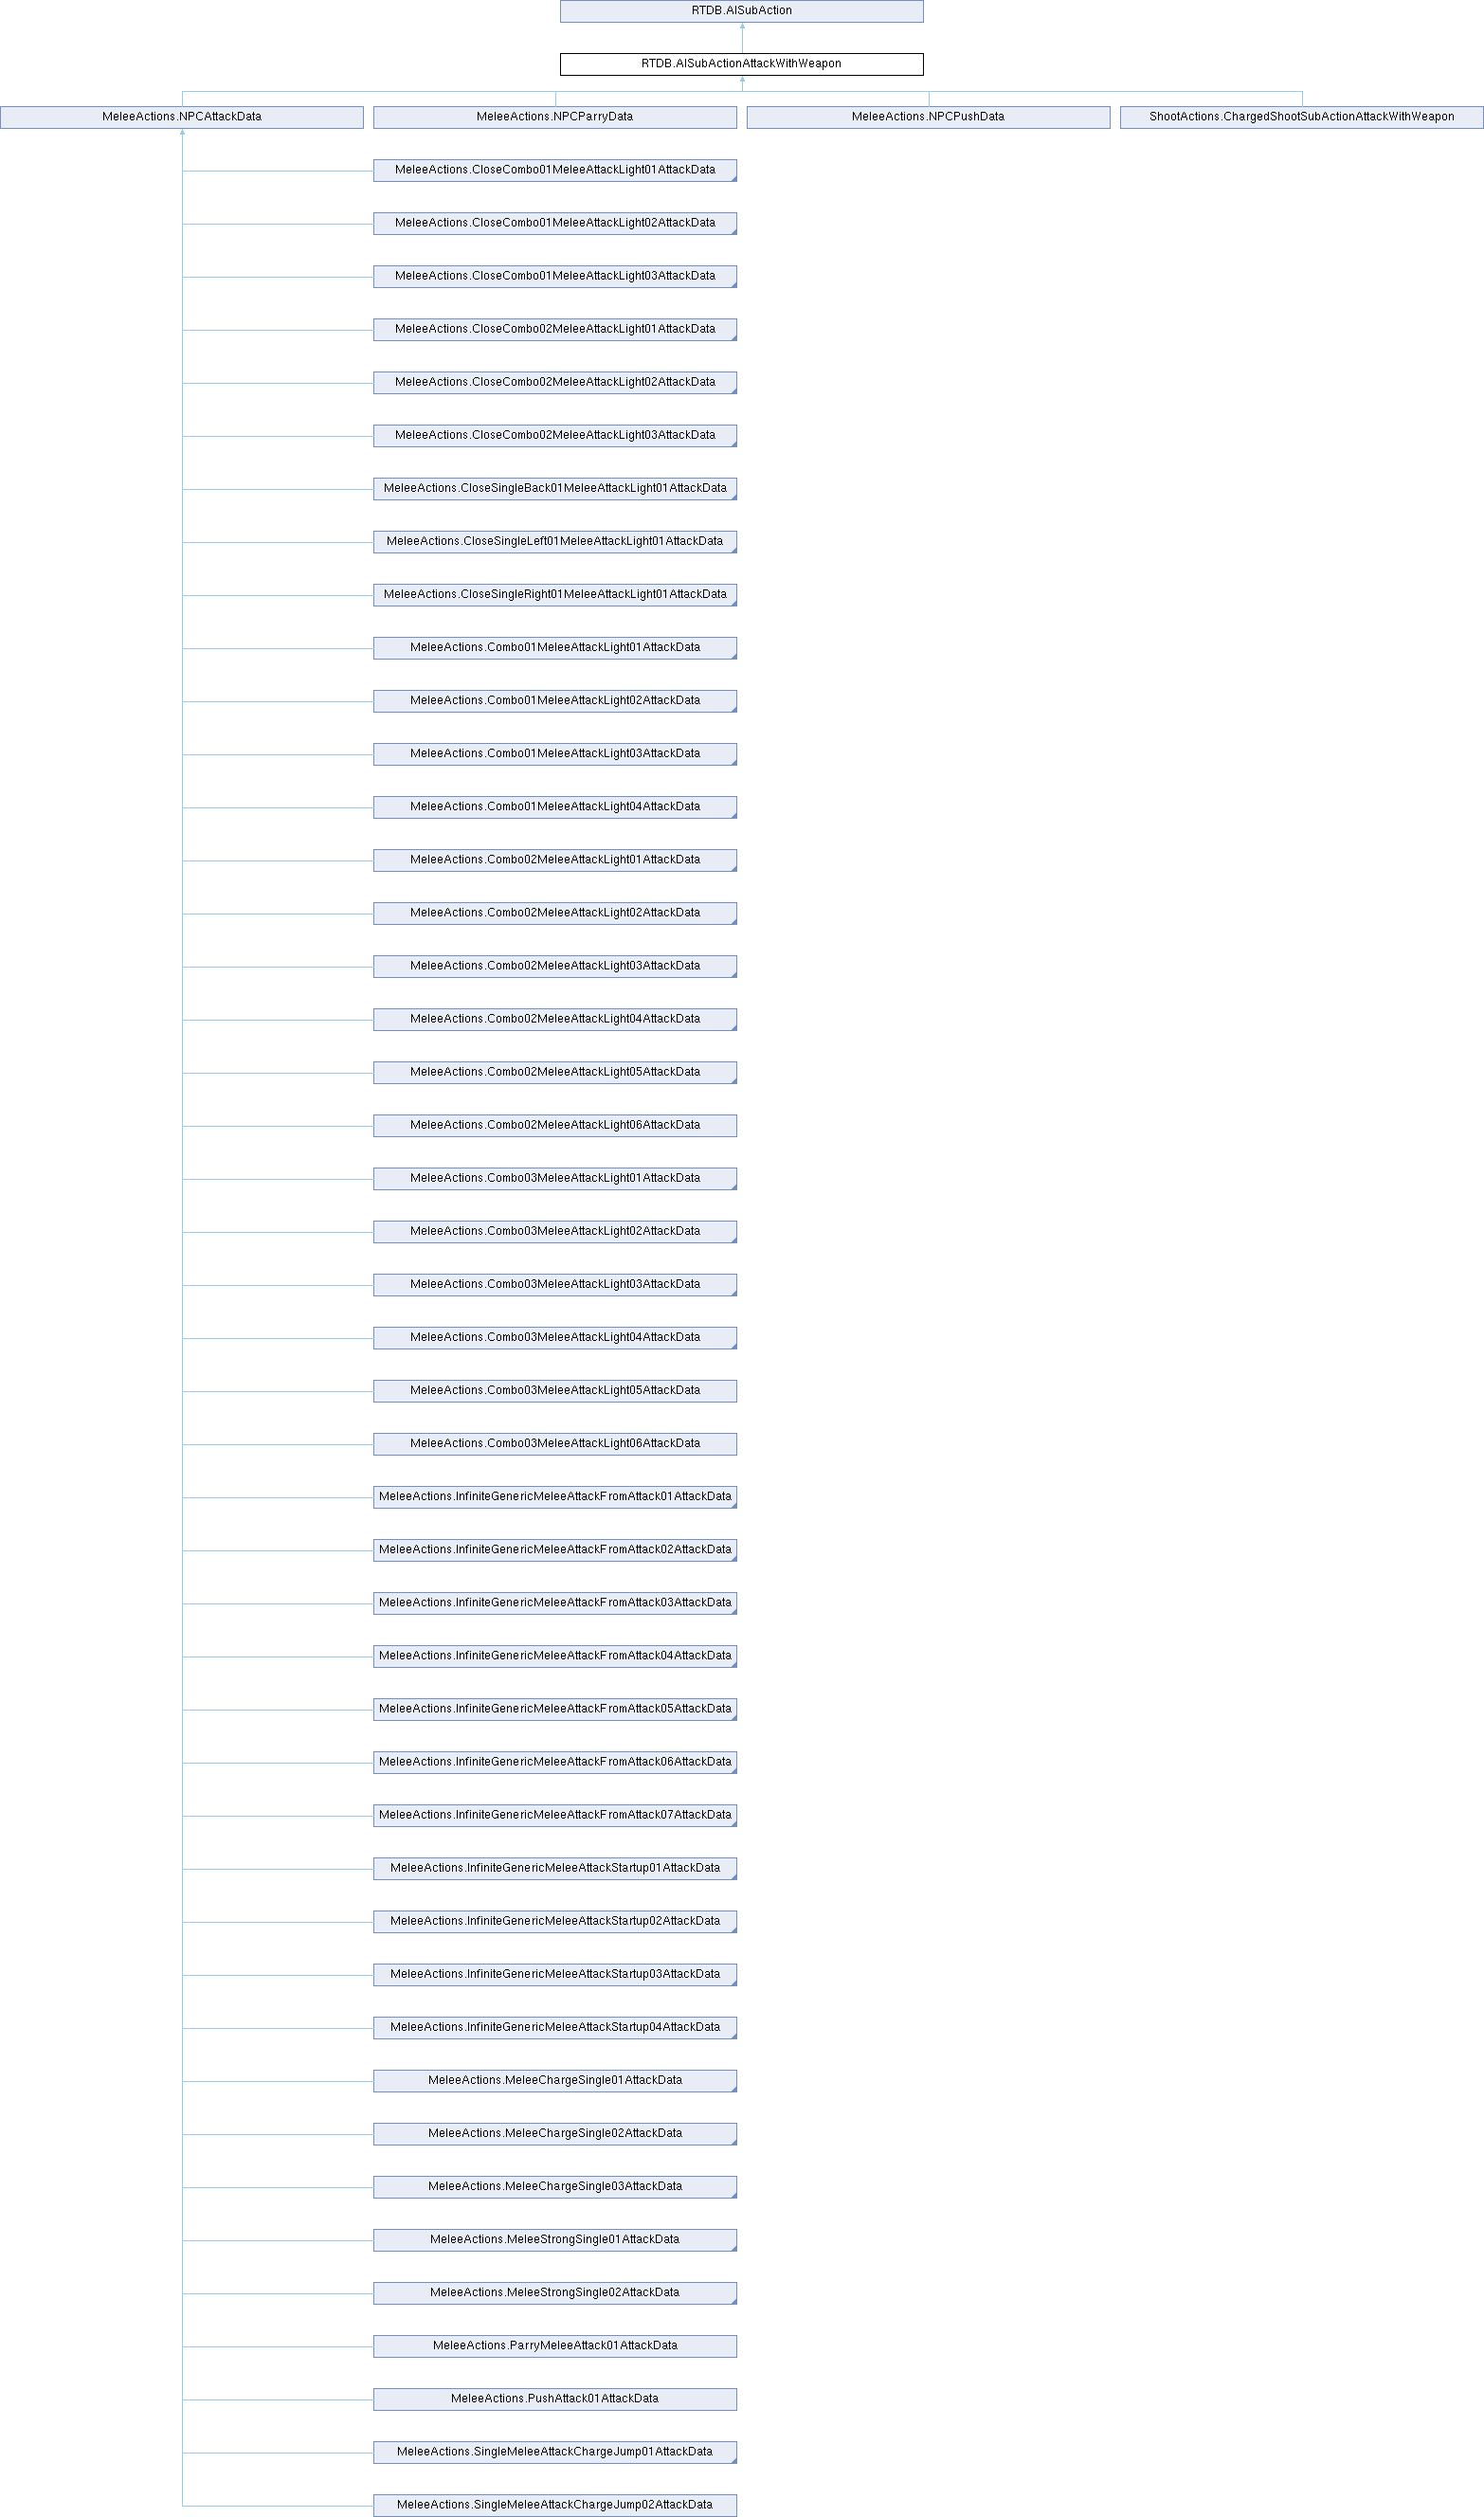 RTDB.AISubAction
RTDB.AISubActionAttackWithWeapon
MeleeActions.NPCAttackData
MeleeActions.NPCParryData
MeleeActions.NPCPushData
ShootActions.ChargedShootSubActionAttackWithWeapon
MeleeActions.CloseCombo01MeleeAttackLight01AttackData
MeleeActions.CloseCombo01MeleeAttackLight02AttackData
MeleeActions.CloseCombo01MeleeAttackLight03AttackData
MeleeActions.CloseCombo02MeleeAttackLight01AttackData
MeleeActions.CloseCombo02MeleeAttackLight02AttackData
MeleeActions.CloseCombo02MeleeAttackLight03AttackData
MeleeActions.CloseSingleBack01MeleeAttackLight01AttackData
MeleeActions.CloseSingleLeft01MeleeAttackLight01AttackData
MeleeActions.CloseSingleRight01MeleeAttackLight01AttackData
MeleeActions.Combo01MeleeAttackLight01AttackData
MeleeActions.Combo01MeleeAttackLight02AttackData
MeleeActions.Combo01MeleeAttackLight03AttackData
MeleeActions.Combo01MeleeAttackLight04AttackData
MeleeActions.Combo02MeleeAttackLight01AttackData
MeleeActions.Combo02MeleeAttackLight02AttackData
MeleeActions.Combo02MeleeAttackLight03AttackData
MeleeActions.Combo02MeleeAttackLight04AttackData
MeleeActions.Combo02MeleeAttackLight05AttackData
MeleeActions.Combo02MeleeAttackLight06AttackData
MeleeActions.Combo03MeleeAttackLight01AttackData
MeleeActions.Combo03MeleeAttackLight02AttackData
MeleeActions.Combo03MeleeAttackLight03AttackData
MeleeActions.Combo03MeleeAttackLight04AttackData
MeleeActions.Combo03MeleeAttackLight05AttackData
MeleeActions.Combo03MeleeAttackLight06AttackData
MeleeActions.InfiniteGenericMeleeAttackFromAttack01AttackData
MeleeActions.InfiniteGenericMeleeAttackFromAttack02AttackData
MeleeActions.InfiniteGenericMeleeAttackFromAttack03AttackData
MeleeActions.InfiniteGenericMeleeAttackFromAttack04AttackData
MeleeActions.InfiniteGenericMeleeAttackFromAttack05AttackData
MeleeActions.InfiniteGenericMeleeAttackFromAttack06AttackData
MeleeActions.InfiniteGenericMeleeAttackFromAttack07AttackData
MeleeActions.InfiniteGenericMeleeAttackStartup01AttackData
MeleeActions.InfiniteGenericMeleeAttackStartup02AttackData
MeleeActions.InfiniteGenericMeleeAttackStartup03AttackData
MeleeActions.InfiniteGenericMeleeAttackStartup04AttackData
MeleeActions.MeleeChargeSingle01AttackData
MeleeActions.MeleeChargeSingle02AttackData
MeleeActions.MeleeChargeSingle03AttackData
MeleeActions.MeleeStrongSingle01AttackData
MeleeActions.MeleeStrongSingle02AttackData
MeleeActions.ParryMeleeAttack01AttackData
MeleeActions.PushAttack01AttackData
MeleeActions.SingleMeleeAttackChargeJump01AttackData
MeleeActions.SingleMeleeAttackChargeJump02AttackData